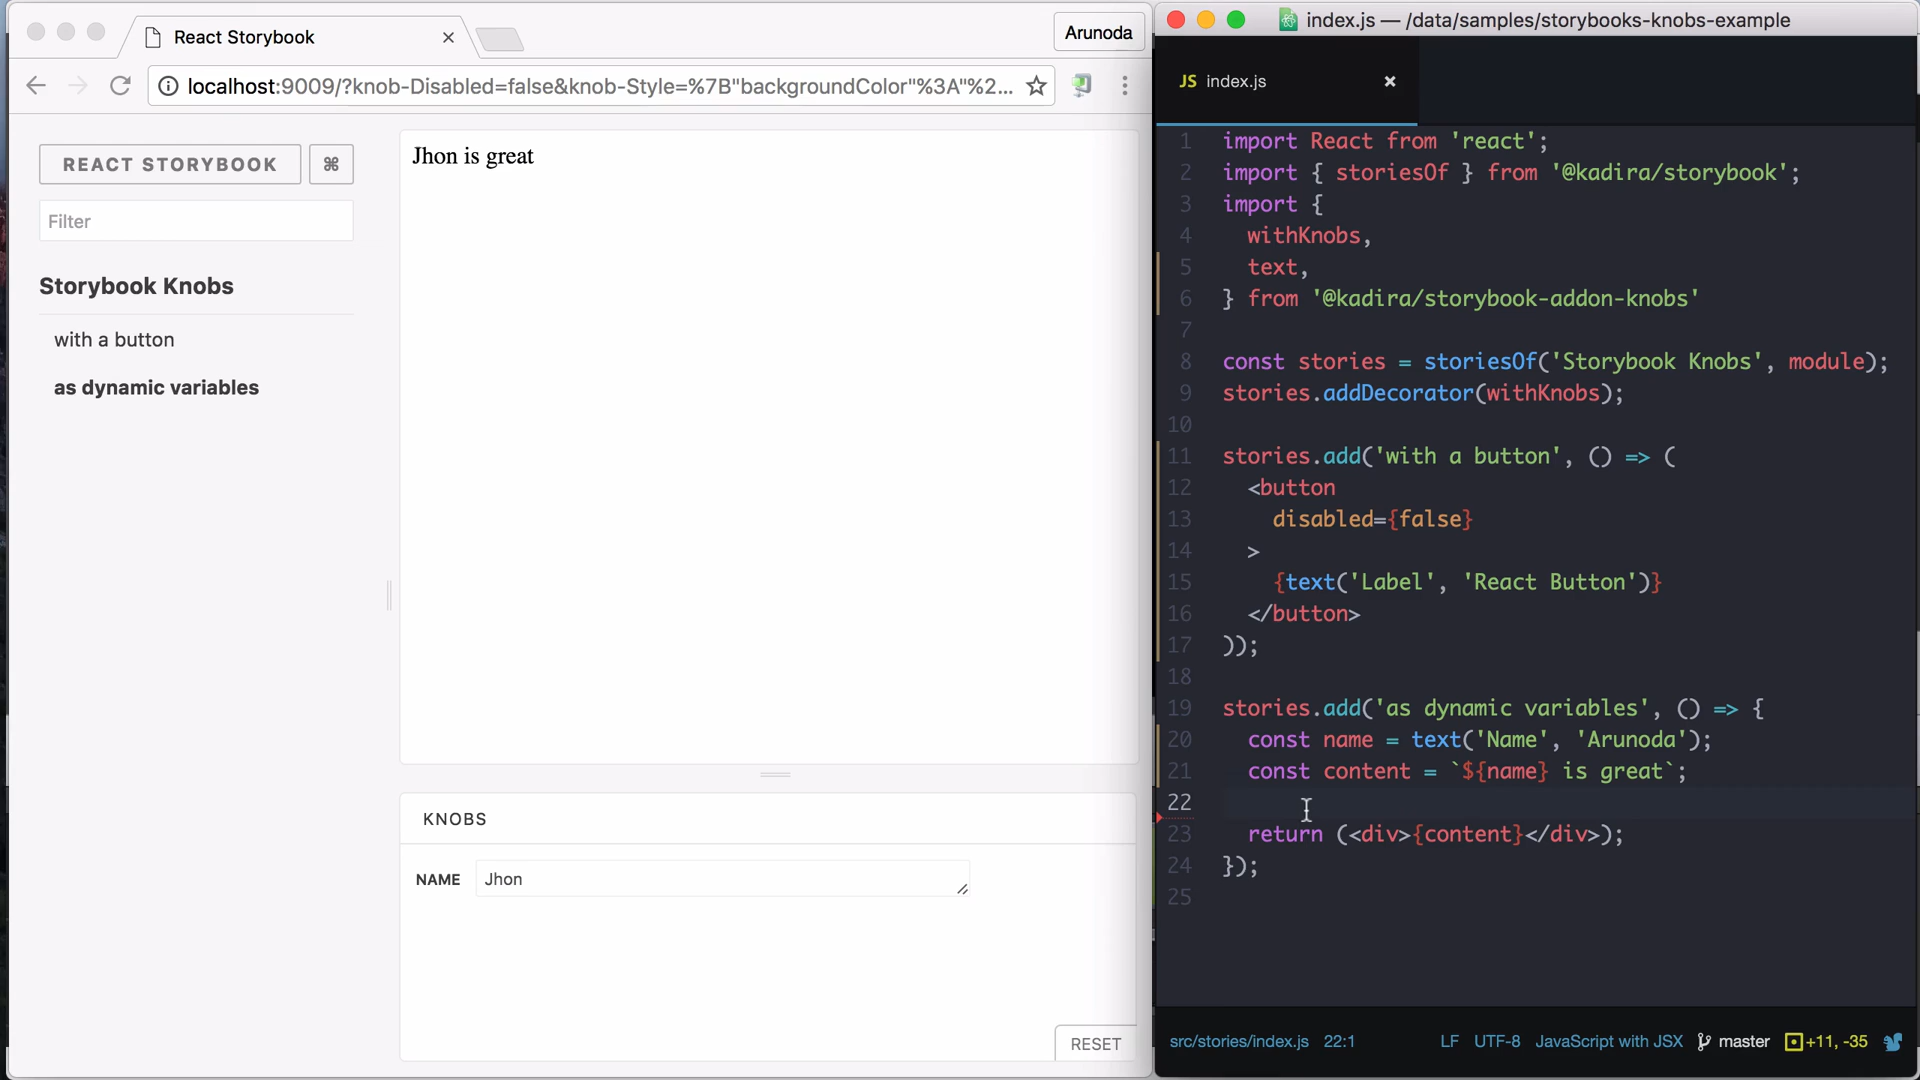 React Storybook
Arunoda
localhost:9009/?knob-Disabled=false&knob-Style=%7B"backgroundColor"%3A"%2...
REACT STORYBOOK ⌘
Filter
Storybook Knobs
with a button
as dynamic variables
Jhon is great
KNOBS
NAME Jhon
RESET
index.js — /data/samples/storybooks-knobs-example
JS index.js
1 import React from 'react';
2 import { storiesOf } from '@kadira/storybook';
3 import {
4 withKnobs,
5 text,
6 } from '@kadira/storybook-addon-knobs'
7
8 const stories = storiesOf('Storybook Knobs', module);
9 stories.addDecorator(withKnobs);
10
11 stories.add('with a button', () => (
12 <button
13 disabled={false}
14 >
15 {text('Label', 'React Button')}
16 </button>
17 ));
18
19 stories.add('as dynamic variables', () => {
20 const name = text('Name', 'Arunoda');
21 const content = `${name} is great`;
22
23 return (<div>{content}</div>);
24 });
25
src/stories/index.js 22:1 LF UTF-8 JavaScript with JSX master +11, -35